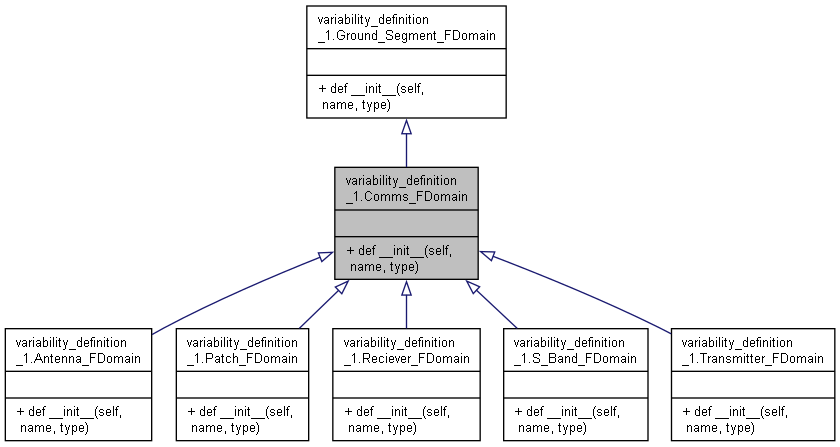 variability_definition
_1.Ground_Segment_FDomain
+ def __init__(self,
name, type)
variability_definition
_1.Comms_FDomain
+ def __init__(self,
name, type)
variability_definition
_1.Antenna_FDomain
+ def __init__(self,
name, type)
variability_definition
_1.Patch_FDomain
+ def __init__(self,
name, type)
variability_definition
_1.Reciever_FDomain
+ def __init__(self,
name, type)
variability_definition
_1.S_Band_FDomain
+ def __init__(self,
name, type)
variability_definition
_1.Transmitter_FDomain
+ def __init__(self,
name, type)